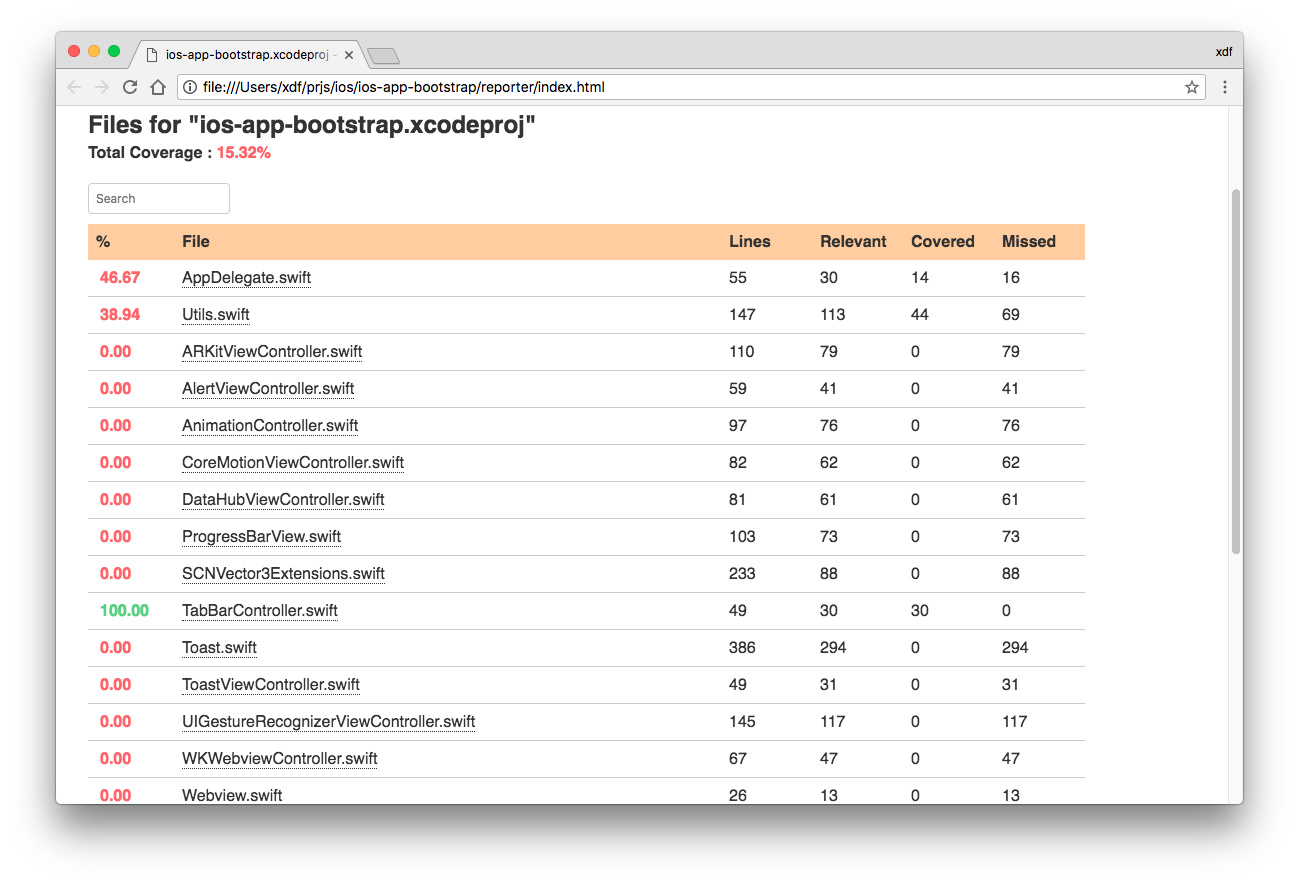 ios-app-bootstrap.xcodeproj -
xdf
file:///Users/xdf/prjs/ios/ios-app-bootstrap/reporter/index.html
Files for "ios-app-bootstrap.xcodeproj"
Total Coverage : 15.32%
Search
% File Lines Relevant Covered Missed
46.67 AppDelegate.swift 55 30 14 16
38.94 Utils.swift 147 113 44 69
0.00 ARKitViewController.swift 110 79 0 79
0.00 AlertViewController.swift 59 41 0 41
0.00 AnimationController.swift 97 76 0 76
0.00 CoreMotionViewController.swift 82 62 0 62
0.00 DataHubViewController.swift 81 61 0 61
0.00 ProgressBarView.swift 103 73 0 73
0.00 SCNVector3Extensions.swift 233 88 0 88
100.00 TabBarController.swift 49 30 30 0
0.00 Toast.swift 386 294 0 294
0.00 ToastViewController.swift 49 31 0 31
0.00 UIGestureRecognizerViewController.swift 145 117 0 117
0.00 WKWebviewController.swift 67 47 0 47
0.00 Webview.swift 26 13 0 13